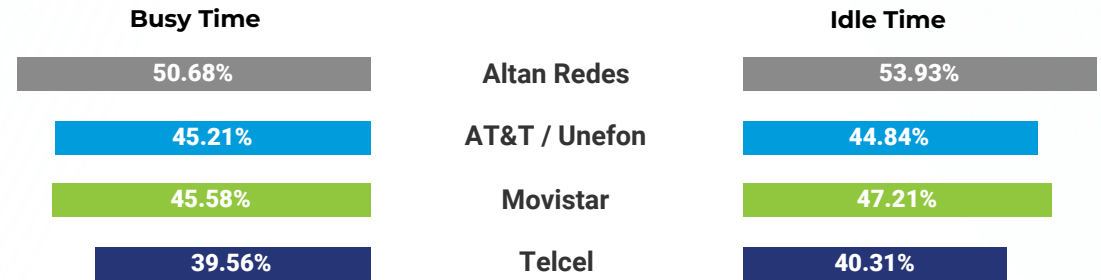 Busy Time Idle Time
50.68% Altan Redes 53.93%
45.21% AT&T / Unefon 44.84%
45.58% Movistar 47.21%
39.56% Telcel 40.31%